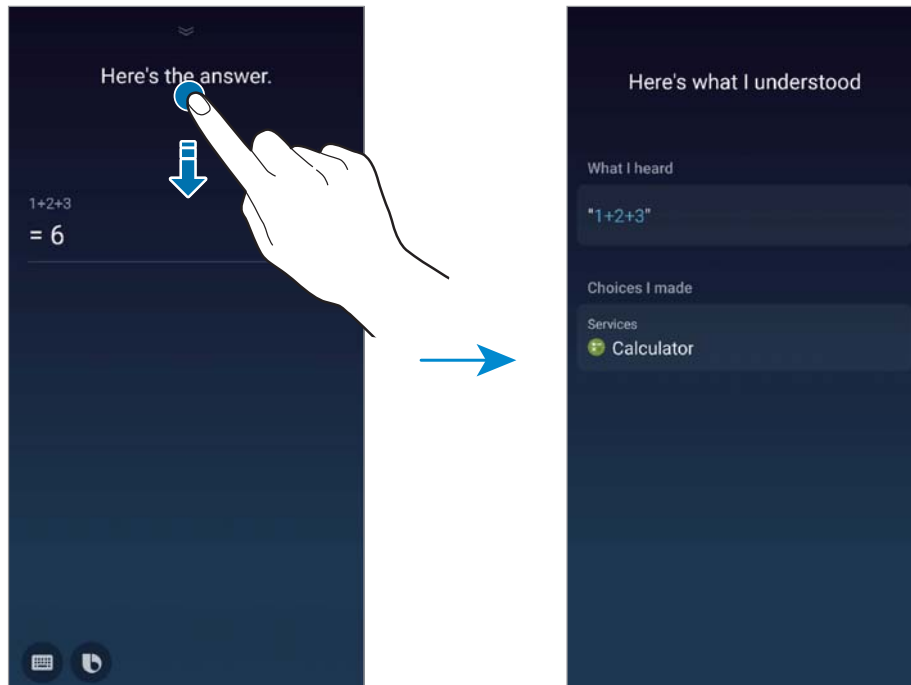 Here's the answer.
1+2+3
= 6
Here's what I understood
What I heard
"1+2+3"
Choices I made
Services
Calculator